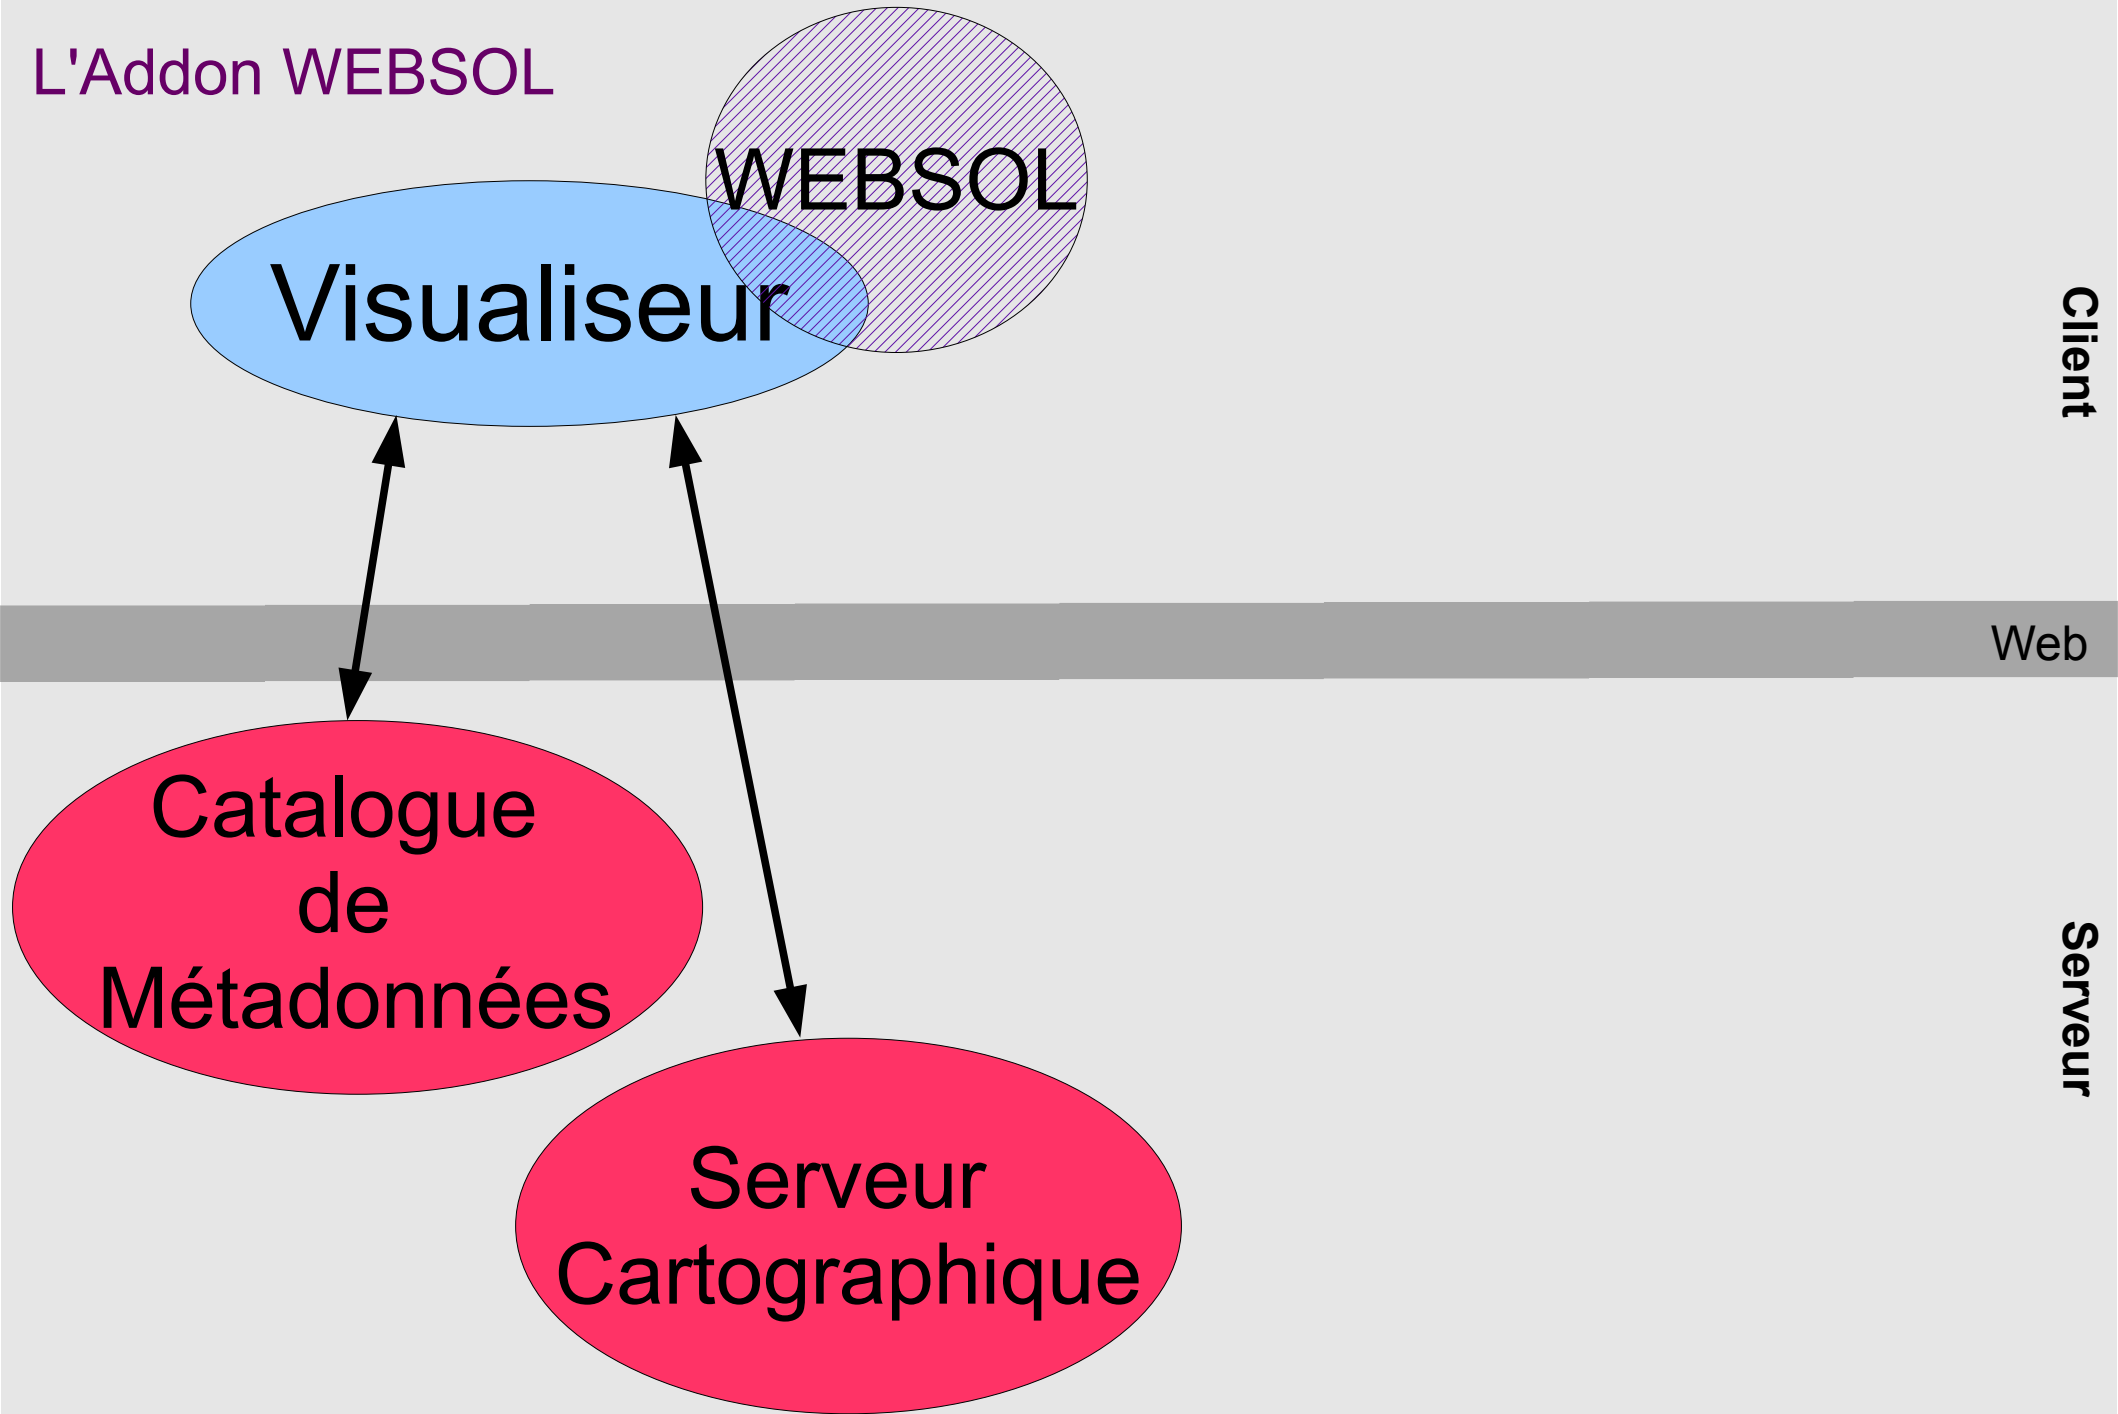 L'Addon WEBSOL
WEBSOL
Visualiseur
Client
Web
Catalogue
de
Métadonnées
Serveur
Serveur
Cartographique